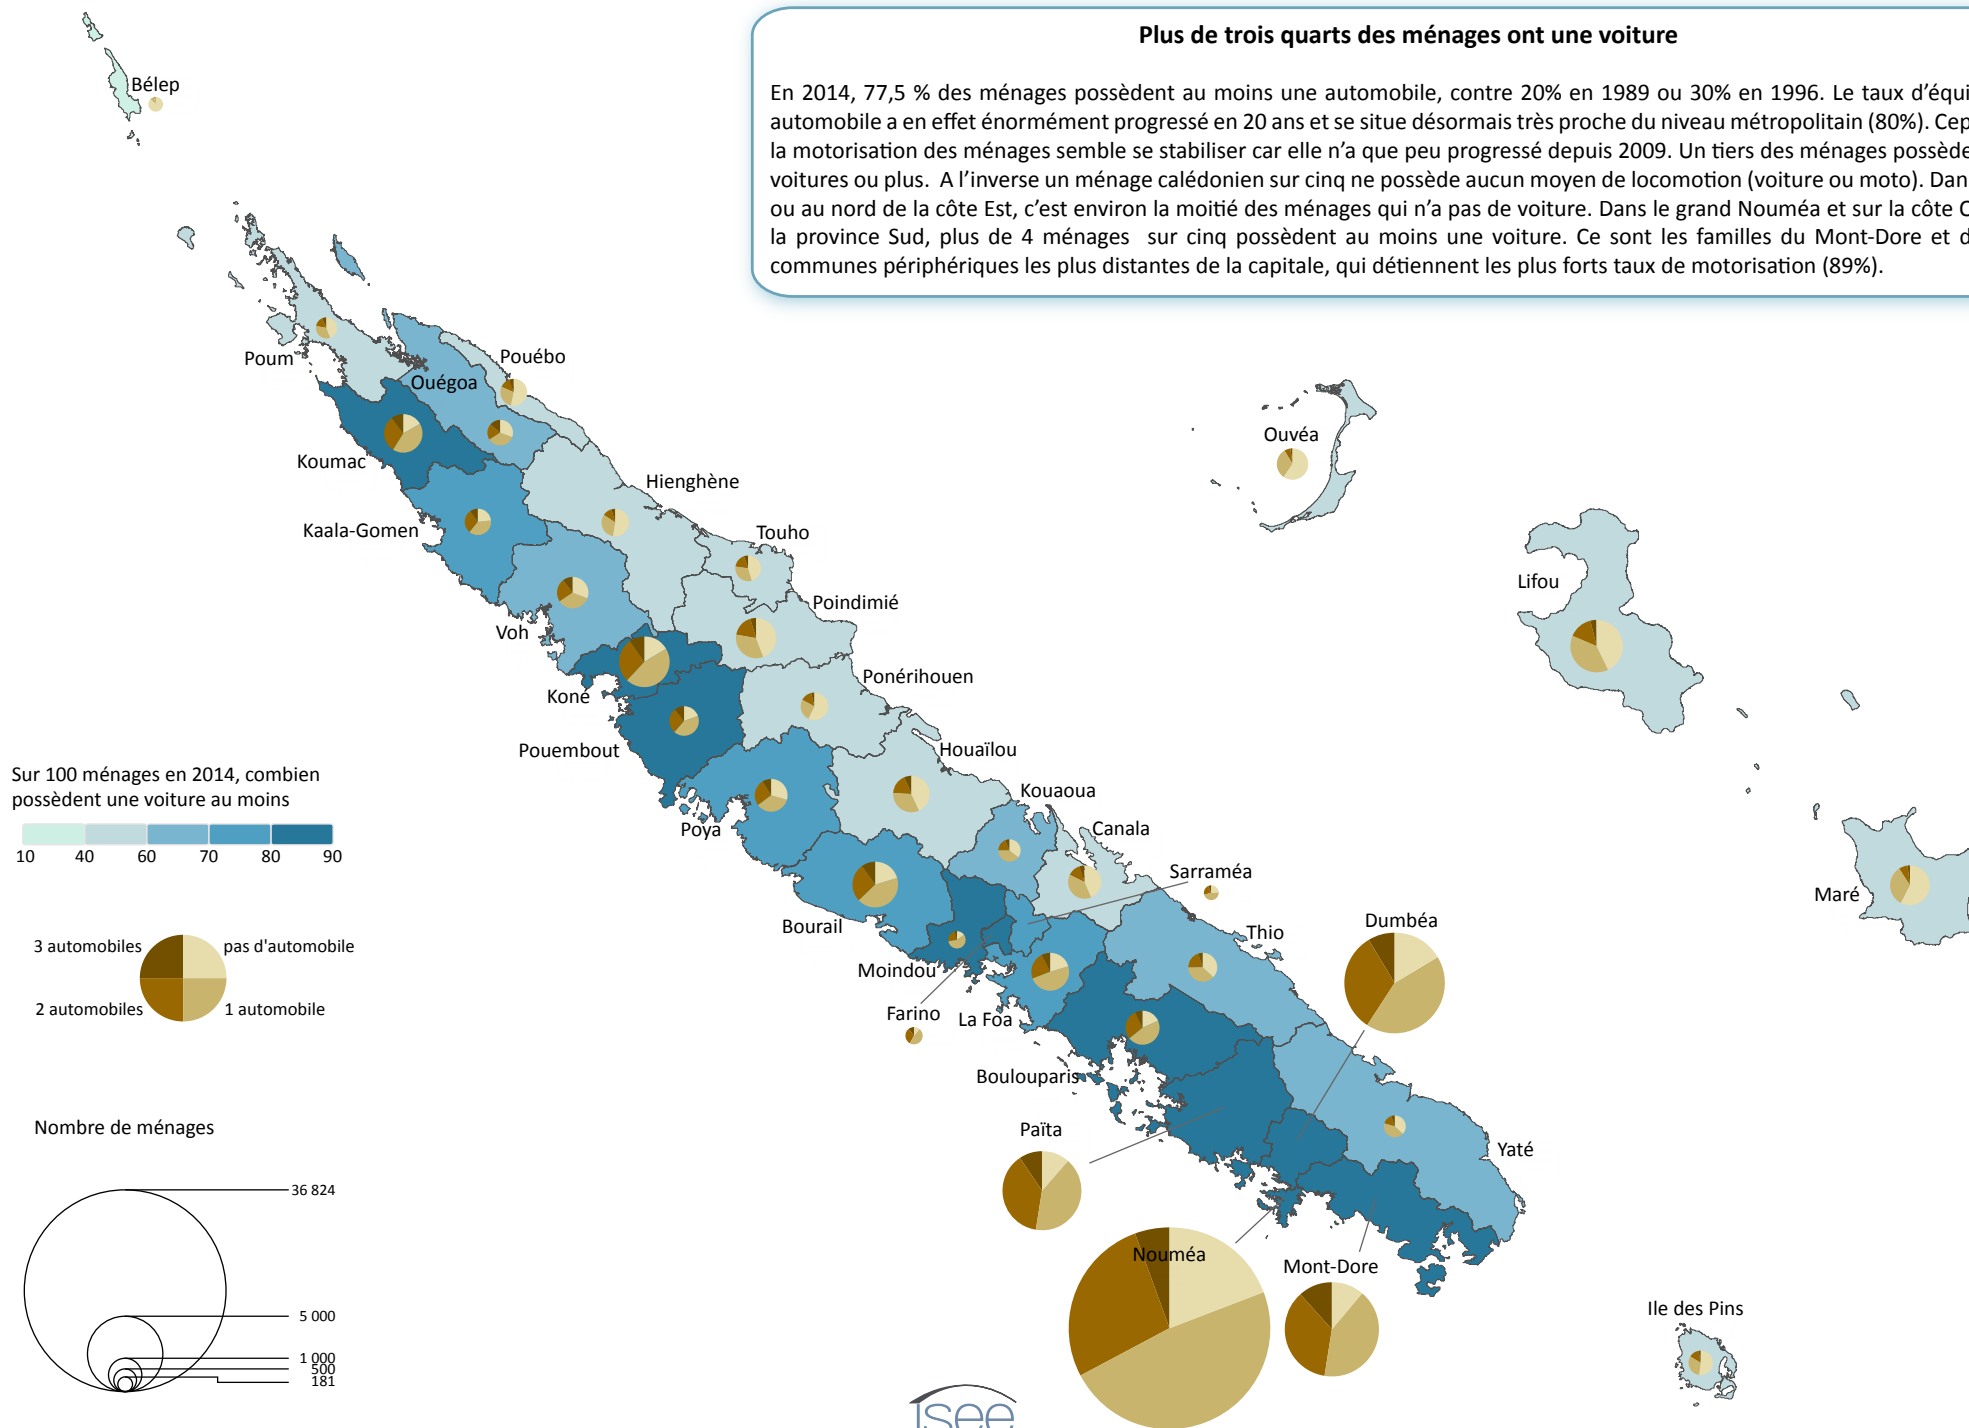 Plus de trois quarts des ménages ont une voiture
En 2014, 77,5 % des ménages possèdent au moins une automobile, contre 20% en 1989 ou 30% en 1996. Le taux d'équi
automobile a en effet énormément progressé en 20 ans et se situe désormais très proche du niveau métropolitain (80%). Cep
la motorisation des ménages semble se stabiliser car elle n'a que peu progressé depuis 2009. Un tiers des ménages possède
voitures ou plus. A l'inverse un ménage calédonien sur cinq ne possède aucun moyen de locomotion (voiture ou moto). Dan
ou au nord de la côte Est, c'est environ la moitié des ménages qui n'a pas de voiture. Dans le grand Nouméa et sur la côte O
la province Sud, plus de 4 ménages sur cinq possèdent au moins une voiture. Ce sont les familles du Mont-Dore et d
communes périphériques les plus distantes de la capitale, qui détiennent les plus forts taux de motorisation (89%).
Bélep
Poum
Pouébo
Ouégoa
Koumac
Ouvéa
Hienghène
Kaala-Gomen
Touho
Lifou
Poindimié
Voh
Ponérihouen
Koné
Pouembout
Houaïlou
Sur 100 ménages en 2014, combien
possèdent une voiture au moins
10 40 60 70 80 90
Kouaoua
Poya
Canala
Sarraméa
Maré
Dumbéa
Bourail
Thio
3 automobiles
pas d'automobile
2 automobiles
1 automobile
Moindou
Farino
La Foa
Boulouparis
Nombre de ménages
Païta
Yaté
36 824
5 000
1 000
500
181
Nouméa
Mont-Dore
Ile des Pins
isee